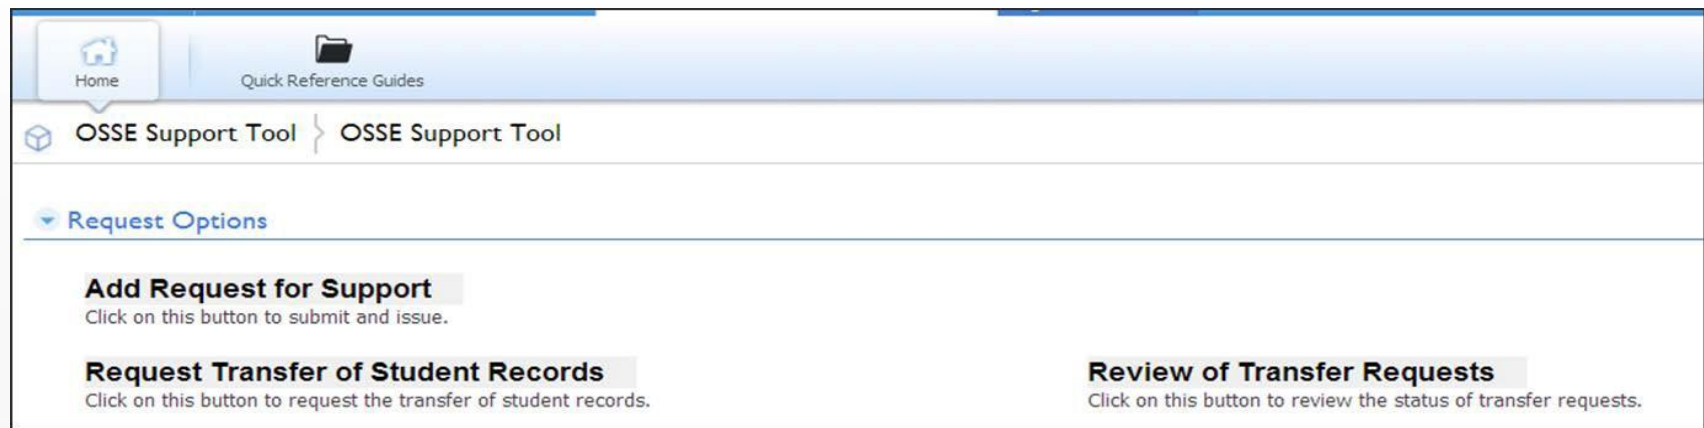 Home
Quick Reference Guides
OSSE Support Tool
OSSE Support Tool
Request Options
Add Request for Support
Click on this button to submit and issue.
Request Transfer of Student Records
Click on this button to request the transfer of student records.
Review of Transfer Requests
Click on this button to review the status of transfer requests.